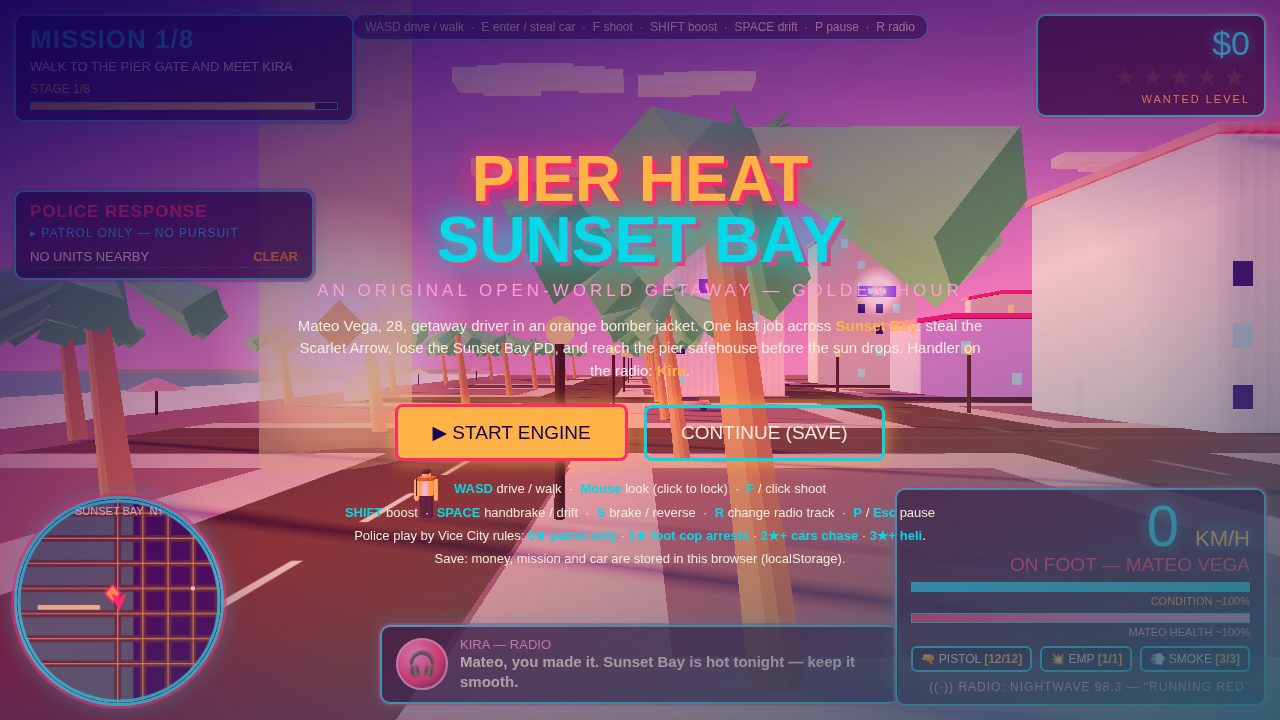 MISSION 1/8
WALK TO THE PIER GATE AND MEET KIRA
STAGE 1/8
WASD drive / walk · E enter / steal car · F shoot · SHIFT boost · SPACE drift · P pause · R radio
$0
★★★★★
WANTED LEVEL
POLICE RESPONSE
▸ PATROL ONLY — NO PURSUIT
NO UNITS NEARBY CLEAR
PIER HEAT
SUNSET BAY
AN ORIGINAL OPEN-WORLD GETAWAY — GOLDEN HOUR
Mateo Vega, 28, getaway driver in an orange bomber jacket. One last job across Sunset Bay: steal the
Scarlet Arrow, lose the Sunset Bay PD, and reach the pier safehouse before the sun drops. Handler on
the radio: Kira.
▶ START ENGINE
CONTINUE (SAVE)
WASD drive / walk · Mouse look (click to lock) · F / click shoot
SHIFT boost · SPACE handbrake / drift · S brake / reverse · R change radio track · P / Esc pause
Police play by Vice City rules: 0★ patrol only · 1★ foot cop arrests · 2★+ cars chase · 3★+ heli.
Save: money, mission and car are stored in this browser (localStorage).
SUNSET BAY
KIRA — RADIO
Mateo, you made it. Sunset Bay is hot tonight — keep it
smooth.
0 KM/H
ON FOOT — MATEO VEGA
CONDITION ~100%
MATEO HEALTH ~100%
PISTOL [12/12] EMP [1/1] SMOKE [3/3]
((·)) RADIO: NIGHTWAVE 98.3 — "RUNNING RED"